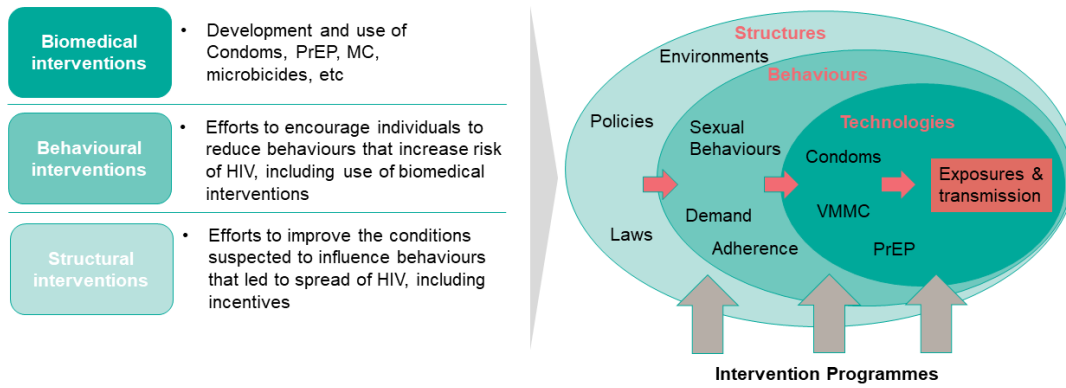 Biomedical
interventions
• Development and use of
Condoms, PrEP, MC,
microbicides, etc
Behavioural
interventions
• Efforts to encourage individuals to
reduce behaviours that increase risk
of HIV, including use of biomedical
interventions
Structural
interventions
• Efforts to improve the conditions
suspected to influence behaviours
that led to spread of HIV, including
incentives
Structures
Environments
Behaviours
Policies
Sexual
Behaviours
Technologies
Condoms
Exposures &
transmission
Demand
VMMC
Laws
Adherence
PrEP
Intervention Programmes